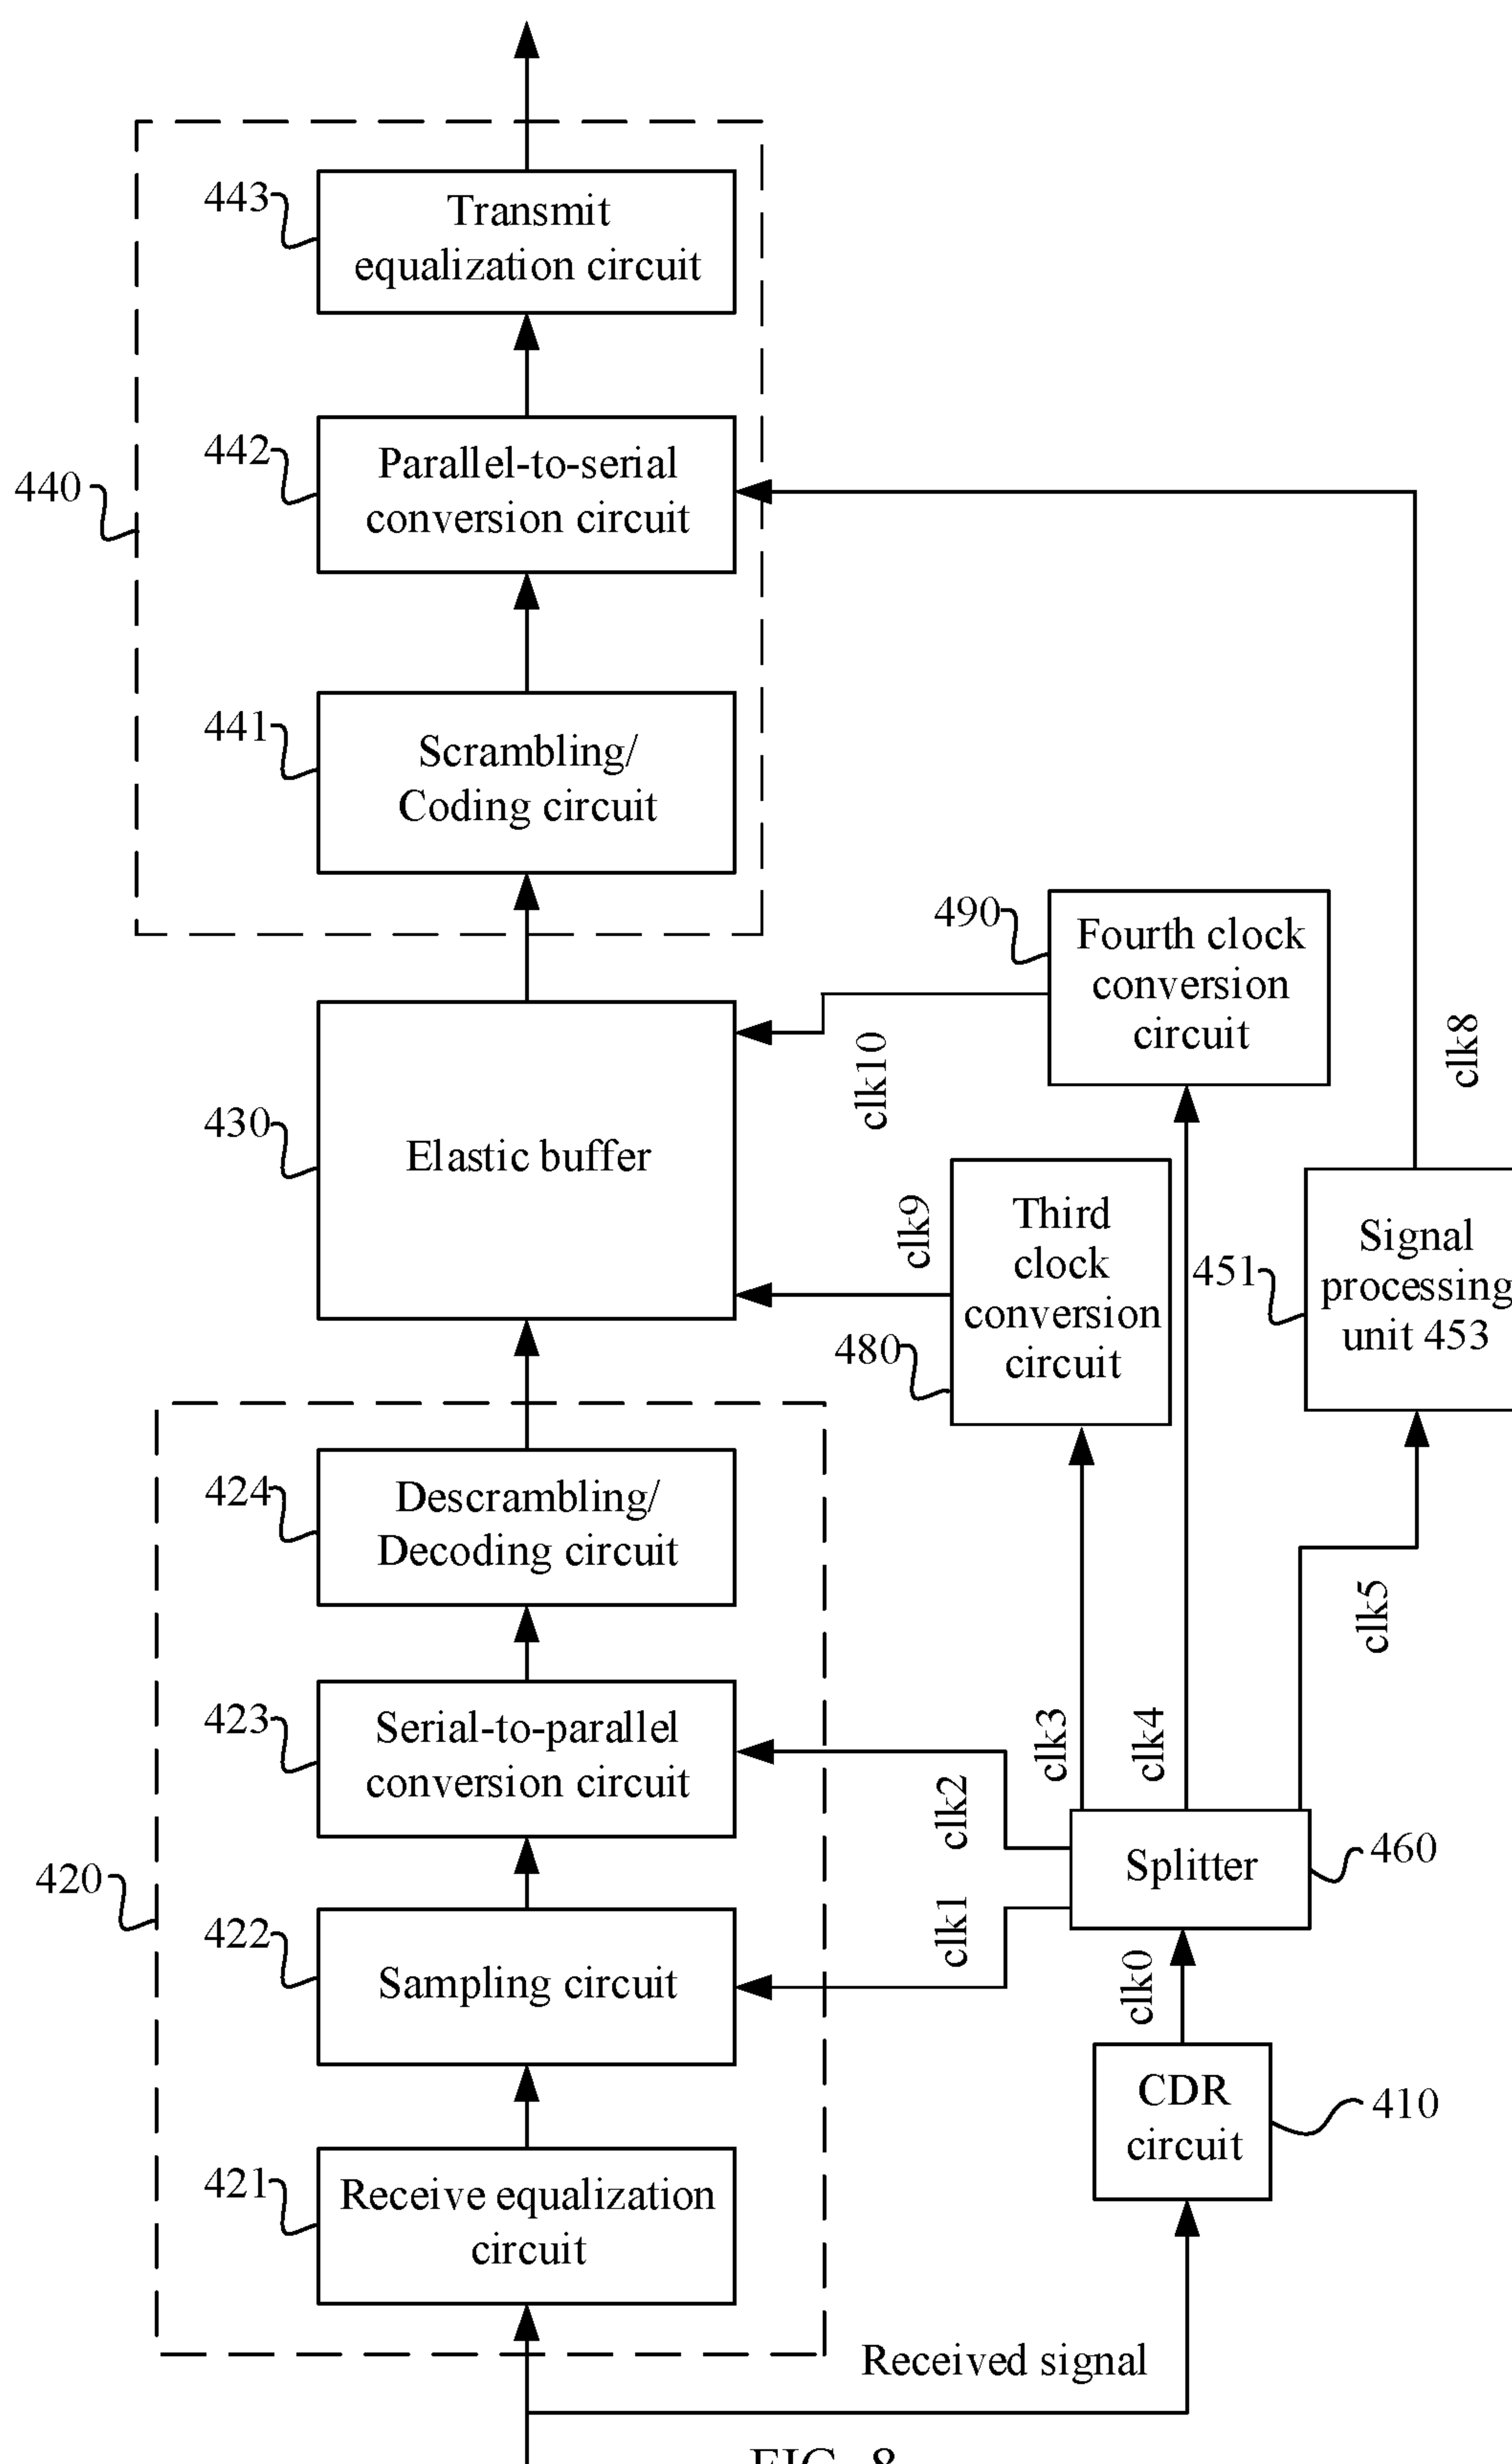 443
Transmit
equalization circuit
442
Parallel-to-serial
conversion circuit
440
441
Scrambling/
Coding circuit
490
Fourth clock
conversion
circuit
clk10
clk8
430
Elastic buffer
clk9
Third
clock
conversion
circuit
480
451
Signal
processing
unit 453
424
Descrambling/
Decoding circuit
clk5
423
Serial-to-parallel
conversion circuit
clk3
clk4
clk2
420
Splitter
460
422
Sampling circuit
clk1
clk0
CDR
circuit
410
421
Receive equalization
circuit
Received signal
FIG. 8